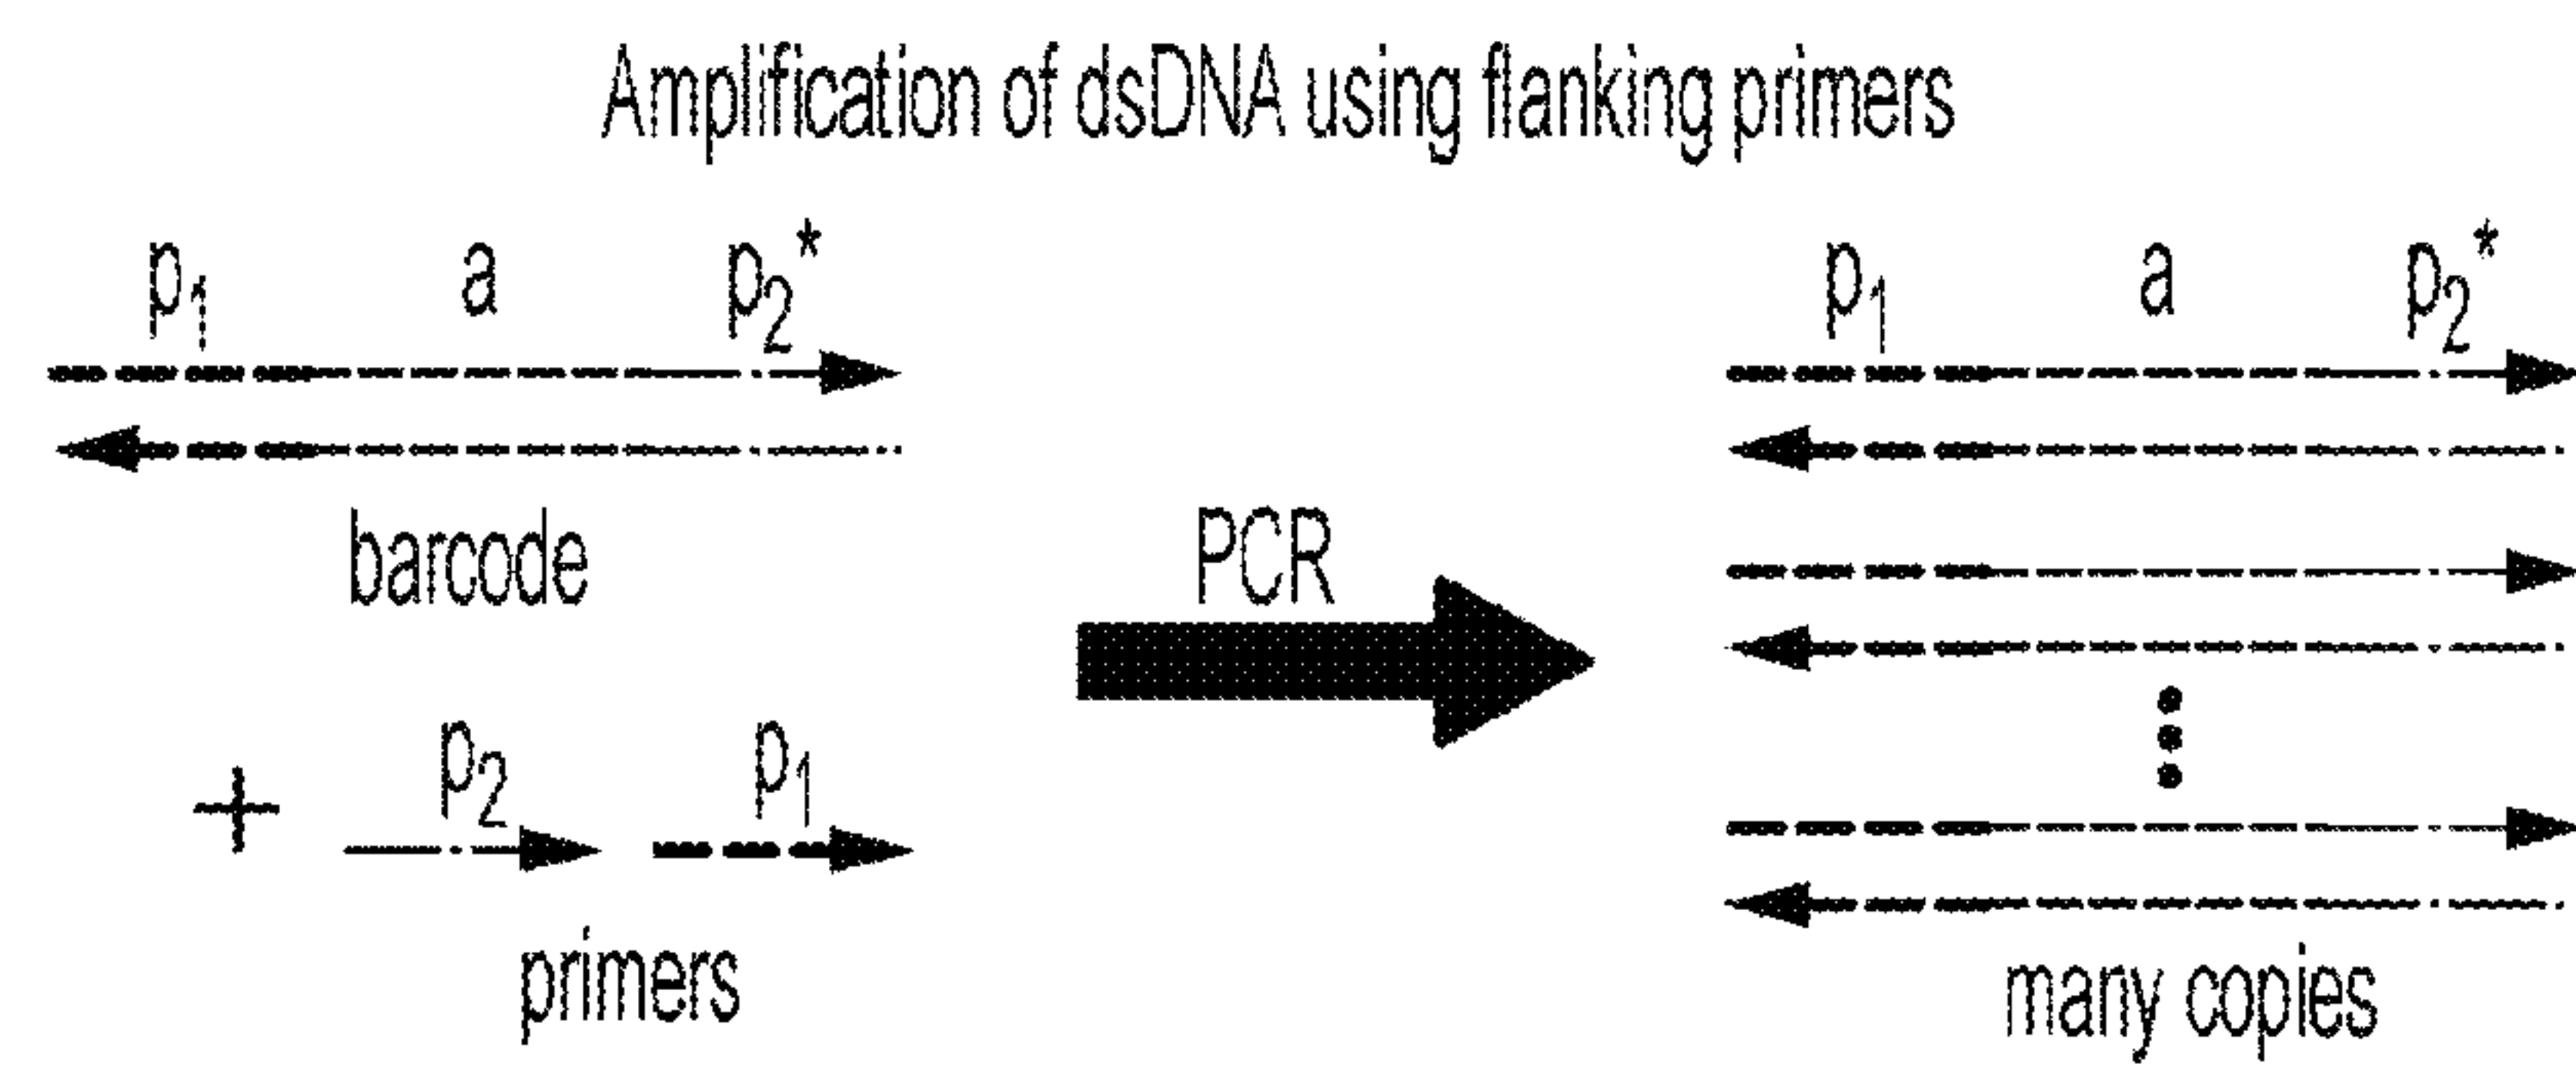 Amplification of dsDNA using flanking primers
p1 a p2*
barcode
+ p2 p1
primers
PCR
p1 a p2*
many copies